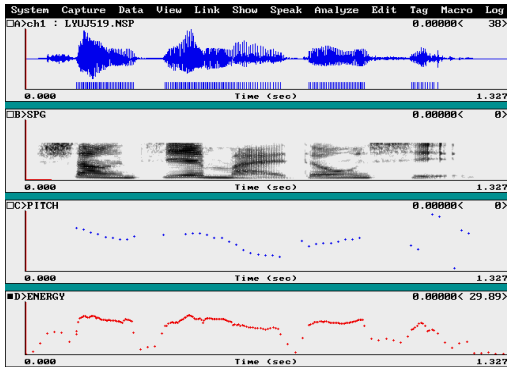 System Capture Data View Link Show Speak Analyze Edit Tag Macro Log
A>ch1 : LYUJ519.NSP 0.00000< 38>
0.000 Time (sec) 1.327
B>SPG 0.00000< 0>
0.000 Time (sec) 1.327
C>PITCH 0.00000< 0>
0.000 Time (sec) 1.327
D>ENERGY 0.00000< 29.89>
0.000 Time (sec) 1.327